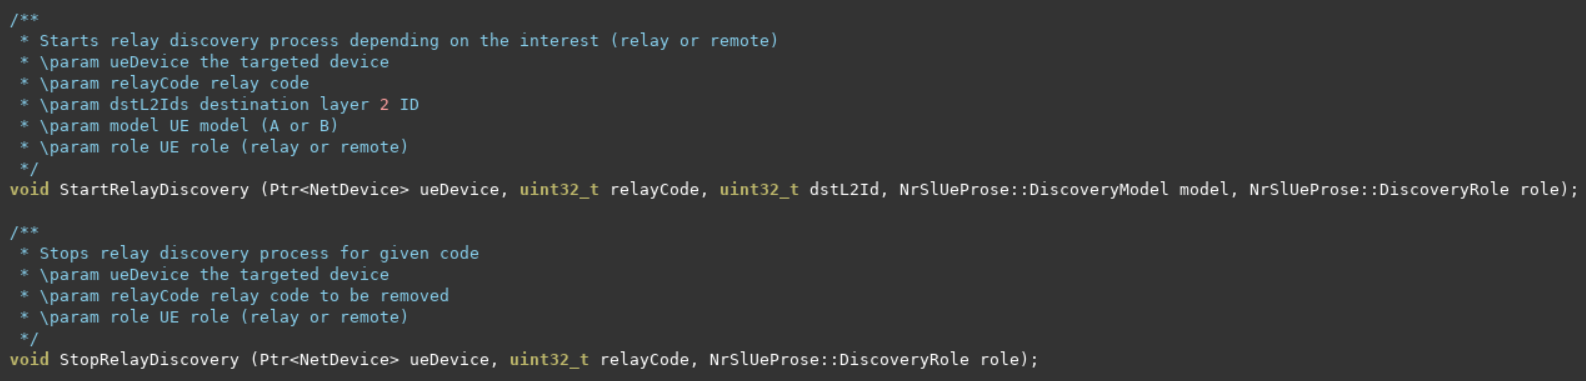 /**
 * Starts relay discovery process depending on the interest (relay or remote)
 * \param ueDevice the targeted device
 * \param relayCode relay code
 * \param dstL2Ids destination layer 2 ID
 * \param model UE model (A or B)
 * \param role UE role (relay or remote)
 */
void StartRelayDiscovery (Ptr<NetDevice> ueDevice, uint32_t relayCode, uint32_t dstL2Id, NrSlUeProse::DiscoveryModel model, NrSlUeProse::DiscoveryRole role);

/**
 * Stops relay discovery process for given code
 * \param ueDevice the targeted device
 * \param relayCode relay code to be removed
 * \param role UE role (relay or remote)
 */
void StopRelayDiscovery (Ptr<NetDevice> ueDevice, uint32_t relayCode, NrSlUeProse::DiscoveryRole role);